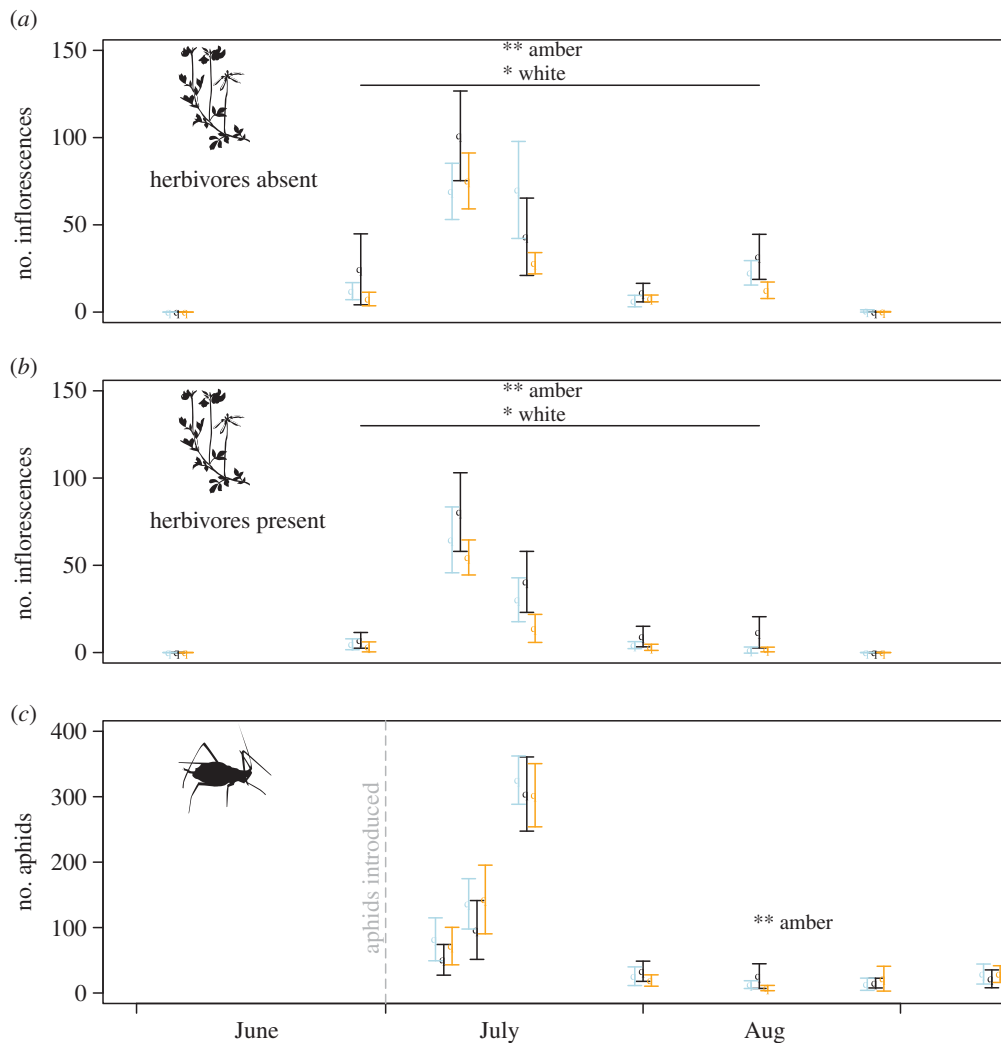 (a)
150
100
50
0
no. inflorescences
** amber
* white
herbivores absent
(b)
150
100
50
0
no. inflorescences
** amber
* white
herbivores present
(c)
400
300
200
100
0
no. aphids
aphids introduced
** amber
June
July
Aug